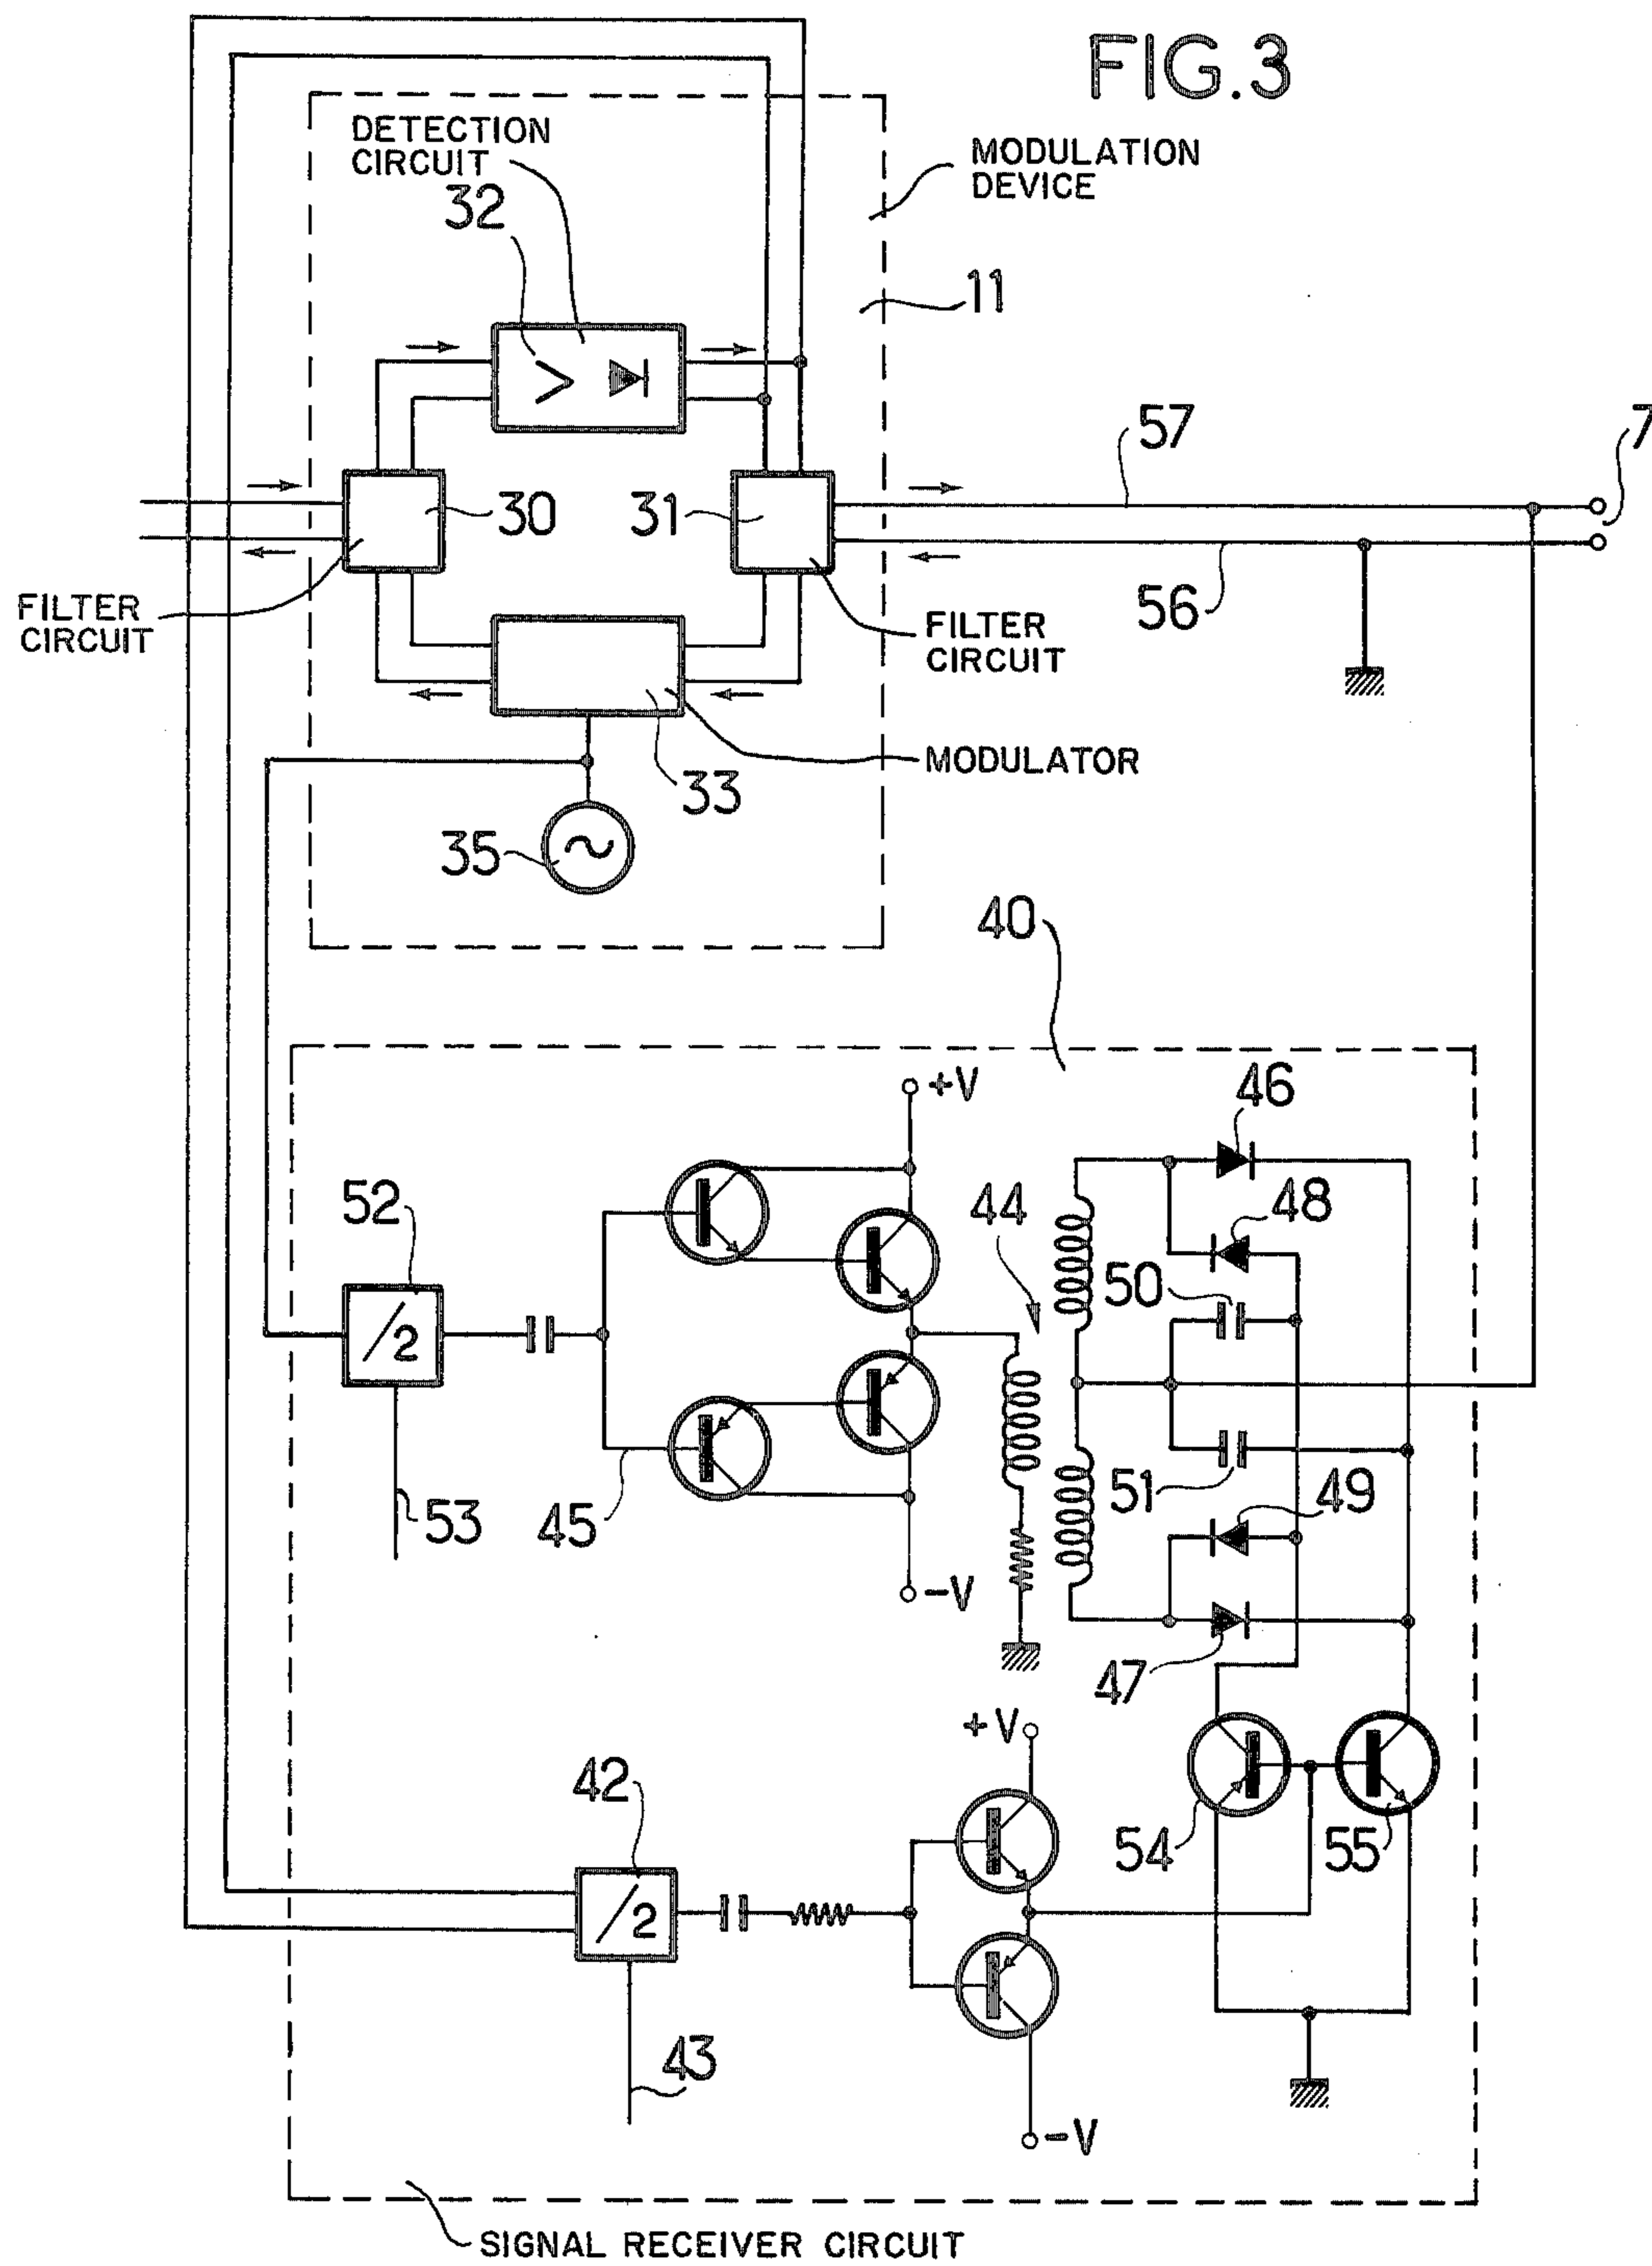 FIG.3
DETECTION
CIRCUIT
32
MODULATION
DEVICE
11
57
7
30
31
56
FILTER
CIRCUIT
FILTER
CIRCUIT
MODULATOR
33
35
40
+V
46
52
44
48
50
/2
51
49
53
45
-V
47
+V
42
54
55
/2
43
-V
SIGNAL RECEIVER CIRCUIT